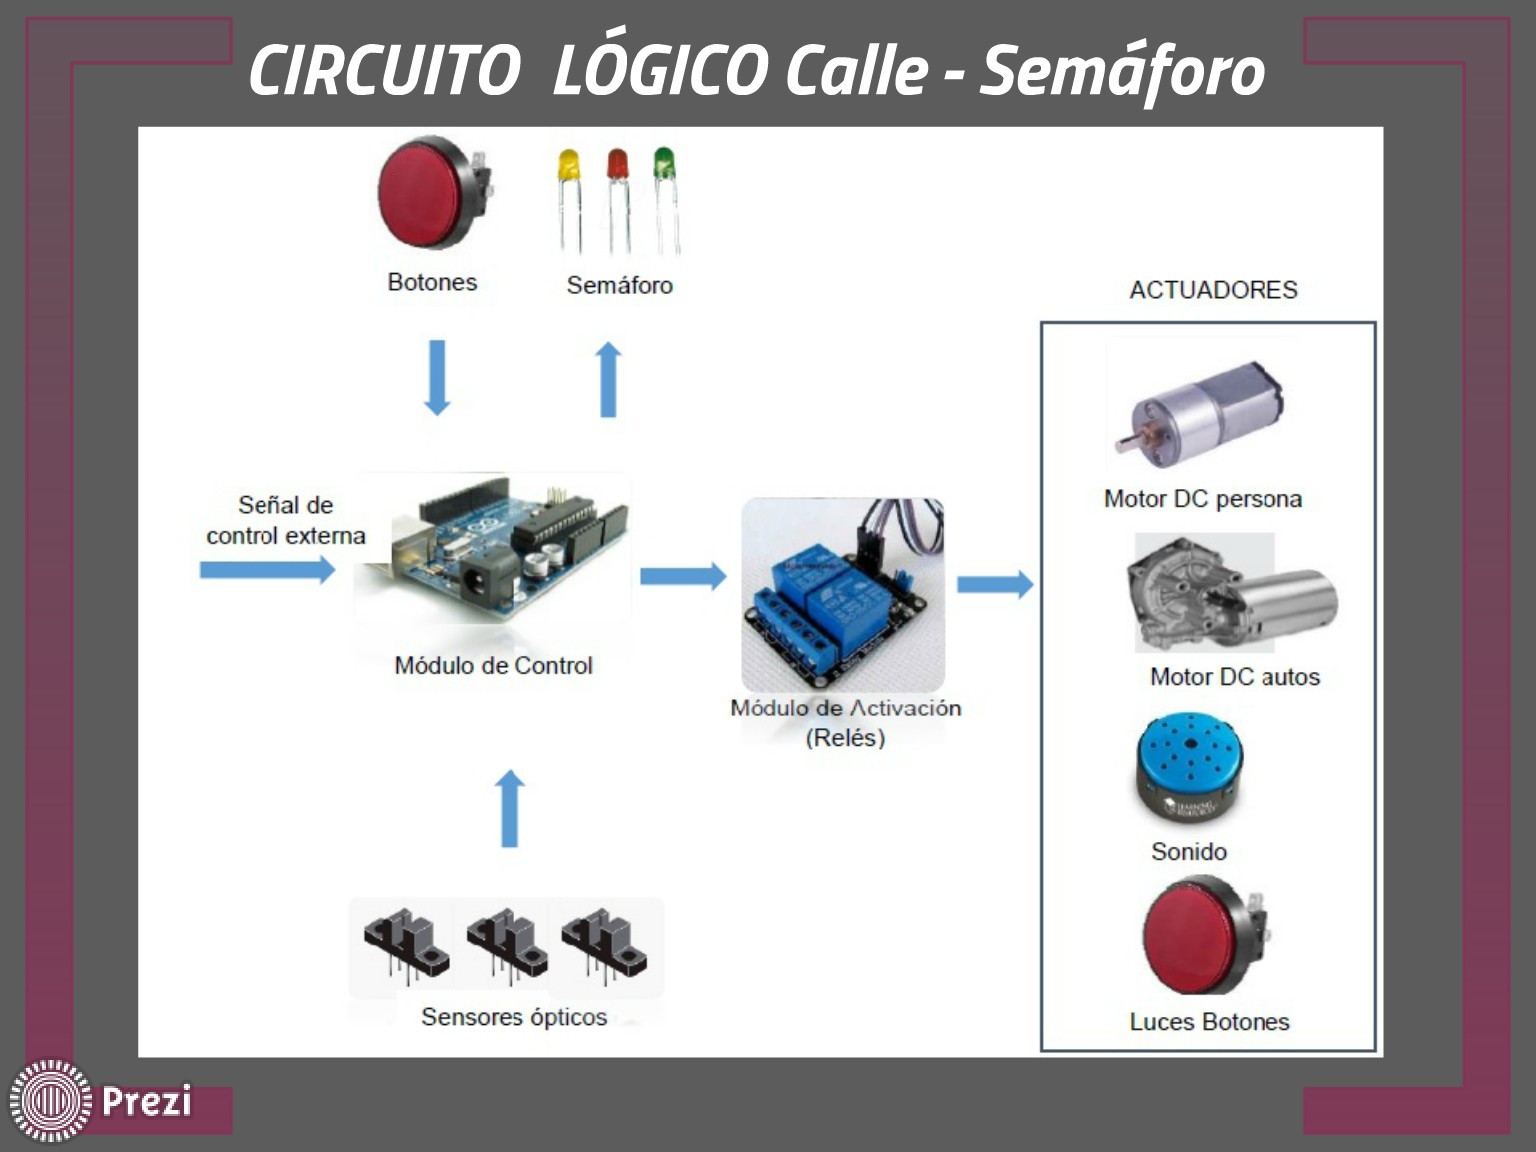 CIRCUITO LÓGICO Calle - Semáforo
Botones
Semáforo
ACTUADORES
Señal de
control externa
Motor DC persona
Módulo de Control
Motor DC autos
Módulo de Activación
(Relés)
Sonido
Sensores ópticos
Luces Botones
Prezi